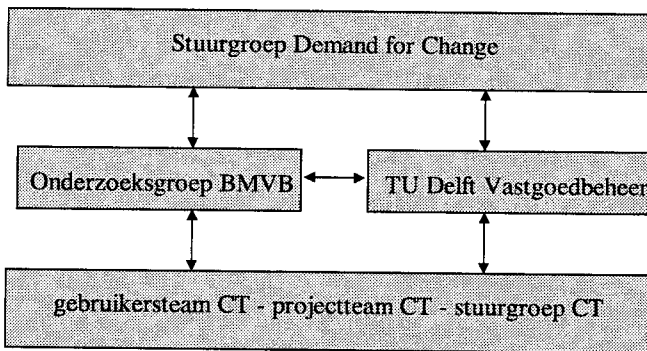 Stuurgroep Demand for Change
Onderzoeksgroep BMVB
TU Delft Vastgoedbeheer
gebruikersteam CT - projectteam CT - stuurgroep CT